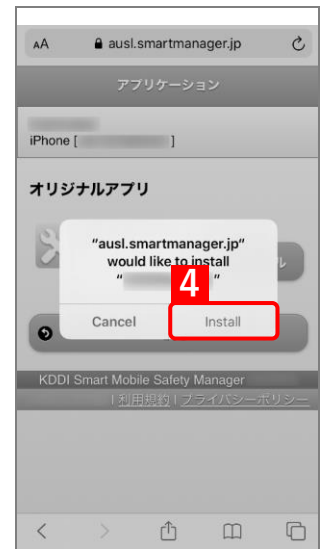 AA ausl.smartmanager.jp
アプリケーション
iPhone [ ]
オリジナルアプリ
"ausl.smartmanager.jp"
would like to install
" "
4
ル
Cancel Install
KDDI Smart Mobile Safety Manager
| 利用規約 | プライバシーポリシー